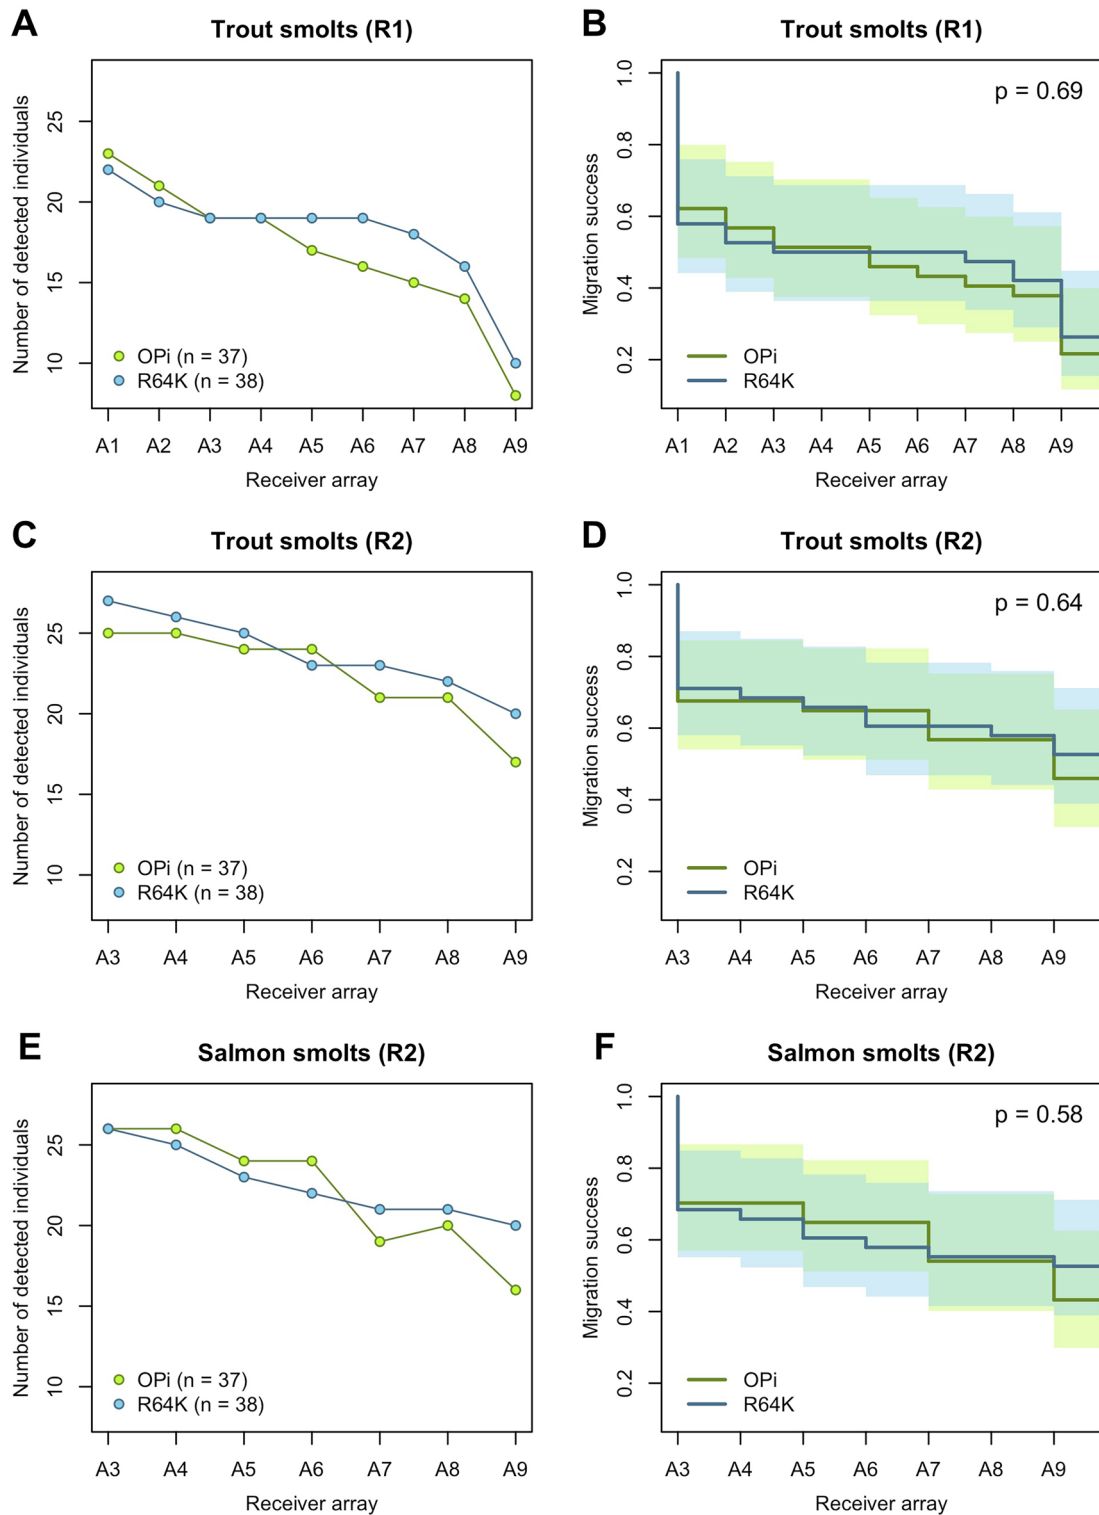 A
Trout smolts (R1)
Number of detected individuals
25
20
15
10
OPi (n = 37)
R64K (n = 38)
A1 A2 A3 A4 A5 A6 A7 A8 A9
Receiver array
B
Trout smolts (R1)
p = 0.69
Migration success
1.0
0.8
0.6
0.4
0.2
OPi
R64K
A1 A2 A3 A4 A5 A6 A7 A8 A9
Receiver array
C
Trout smolts (R2)
Number of detected individuals
25
20
15
10
OPi (n = 37)
R64K (n = 38)
A3 A4 A5 A6 A7 A8 A9
Receiver array
D
Trout smolts (R2)
p = 0.64
Migration success
1.0
0.8
0.6
0.4
0.2
OPi
R64K
A3 A4 A5 A6 A7 A8 A9
Receiver array
E
Salmon smolts (R2)
Number of detected individuals
25
20
15
10
OPi (n = 37)
R64K (n = 38)
A3 A4 A5 A6 A7 A8 A9
Receiver array
F
Salmon smolts (R2)
p = 0.58
Migration success
1.0
0.8
0.6
0.4
0.2
OPi
R64K
A3 A4 A5 A6 A7 A8 A9
Receiver array